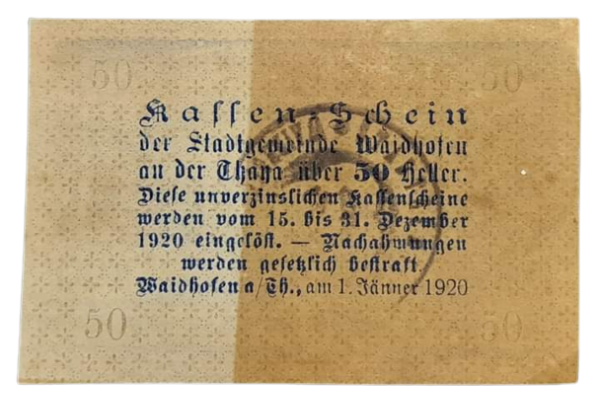 50 50
Kassen-Schein
der Stadtgemeinde Waidhofen
an der Thaya über 50 Heller.
Diese unverzinslichen Kassenscheine
werden vom 15. bis 31. Dezember
1920 eingelöst. — Nachahmungen
werden gesetzlich bestraft.
Waidhofen a/Th., am 1. Jänner 1920
50 50